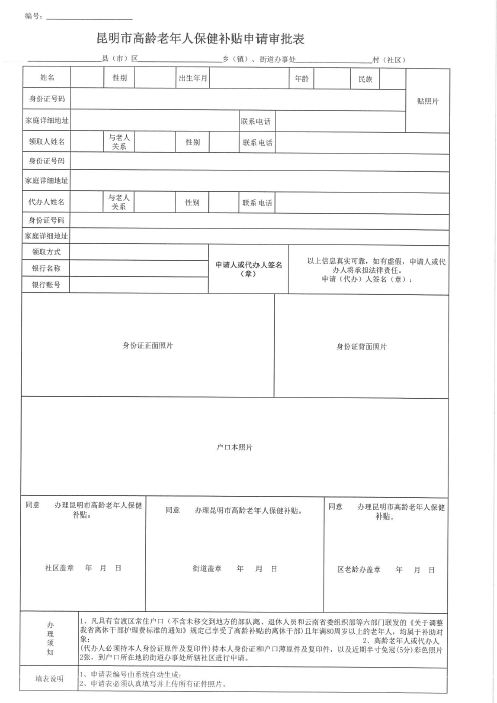 编号：
昆明市高龄老年人保健补贴申请审批表
县（市）区 乡（镇）、街道办事处 村（社区）
姓名 性别 出生年月 年龄 民族 贴照片
身份证号码
家庭详细地址 联系电话
领取人姓名 与老人关系 性别 联系电话
身份证号码
家庭详细地址
代办人姓名 与老人关系 性别 联系电话
身份证号码
家庭详细地址
领取方式
银行名称
银行账号
申请人或代办人签名
（章）
以上信息真实可靠，如有虚假，申请人或代
办人将承担法律责任。
申请（代办）人签名（章）：
身份证正面照片 身份证背面照片
户口本照片
同意 办理昆明市高龄老年人保健
补贴。
社区盖章 年 月 日
同意 办理昆明市高龄老年人保健补贴。
街道盖章 年 月 日
同意 办理昆明市高龄老年人保健
补贴。
区老龄办盖章 年 月 日
办理须知
1、凡具有官渡区常住户口（不含未移交到地方的部队离、退休人员和云南省委组织部等六部门联发的《关于调整
我省离休干部护理费标准的通知》规定已享受了高龄补贴的离休干部)且年满80周岁以上的老年人，均属于补助对
象; 2、高龄老年人或代办人
(代办人必须持本人身份证原件及复印件)持本人身份证和户口薄原件及复印件，以及近期半寸免冠(5分)彩色照片
2张，到户口所在地的街道办事处所辖社区进行申请。
填表说明
1、申请表编号由系统自动生成;
2、申请表必须认真填写并上传所有证件照片。